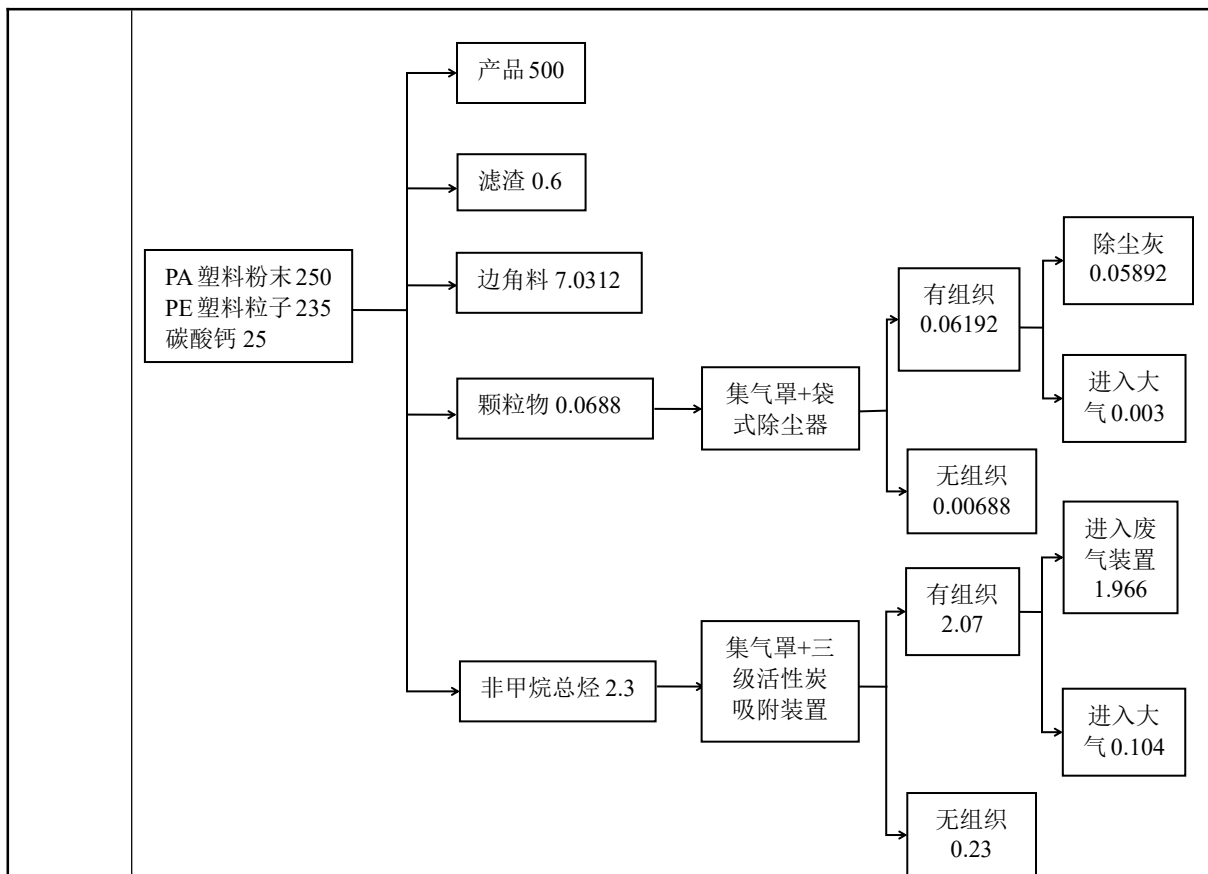 产品 500
滤渣 0.6
PA 塑料粉末 250
PE 塑料粒子 235
碳酸钙 25
边角料 7.0312
颗粒物 0.0688
集气罩+袋
式除尘器
有组织
0.06192
除尘灰
0.05892
进入大
气 0.003
无组织
0.00688
非甲烷总烃 2.3
集气罩+三
级活性炭
吸附装置
有组织
2.07
进入废
气装置
1.966
进入大
气 0.104
无组织
0.23